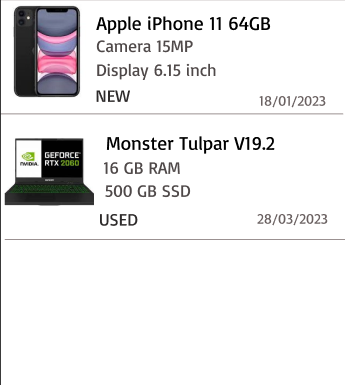 Apple iPhone 11 64GB
Camera 15MP
Display 6.15 inch
NEW
18/01/2023
Monster Tulpar V19.2
NVIDIA.
GEFORCE
RTX 2060
16 GB RAM
500 GB SSD
USED
28/03/2023